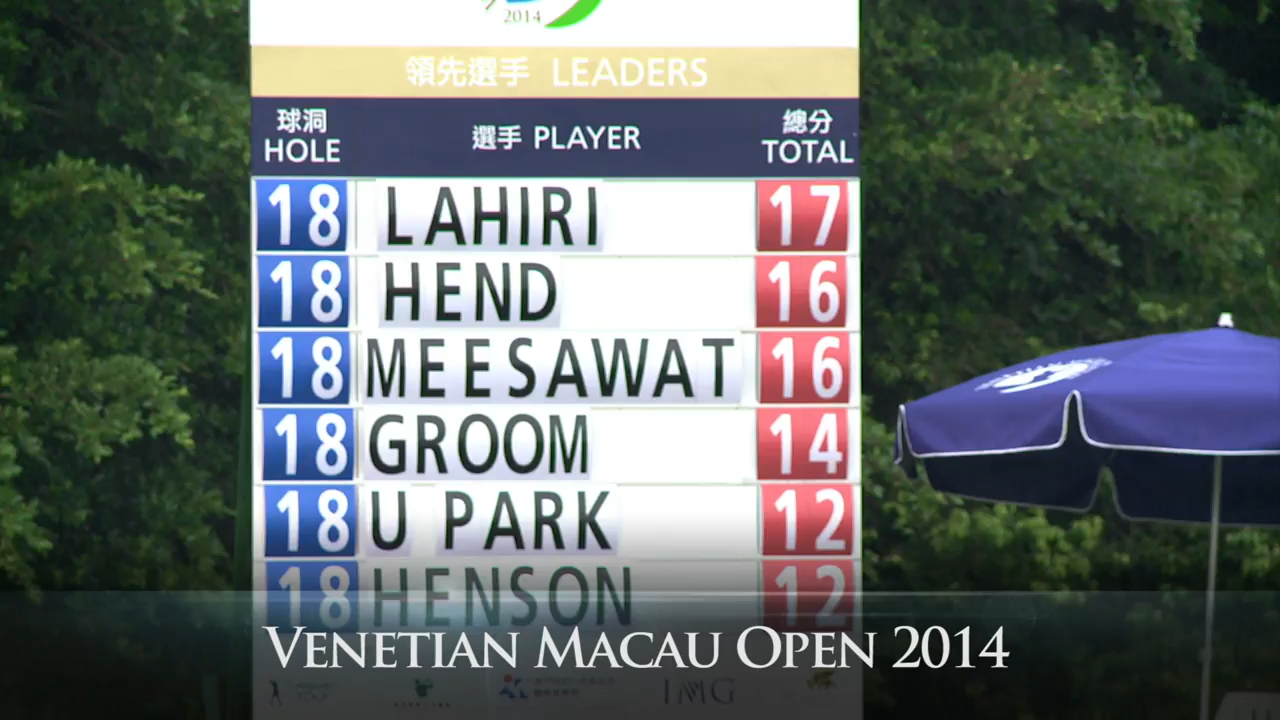 2014
領先選手 LEADERS
球洞 HOLE
選手 PLAYER
總分 TOTAL
18 LAHIRI 17
18 HEND 16
18 MEESAWAT 16
18 GROOM 14
18 U PARK 12
18 HENSON 12
VENETIAN MACAU OPEN 2014
IMG